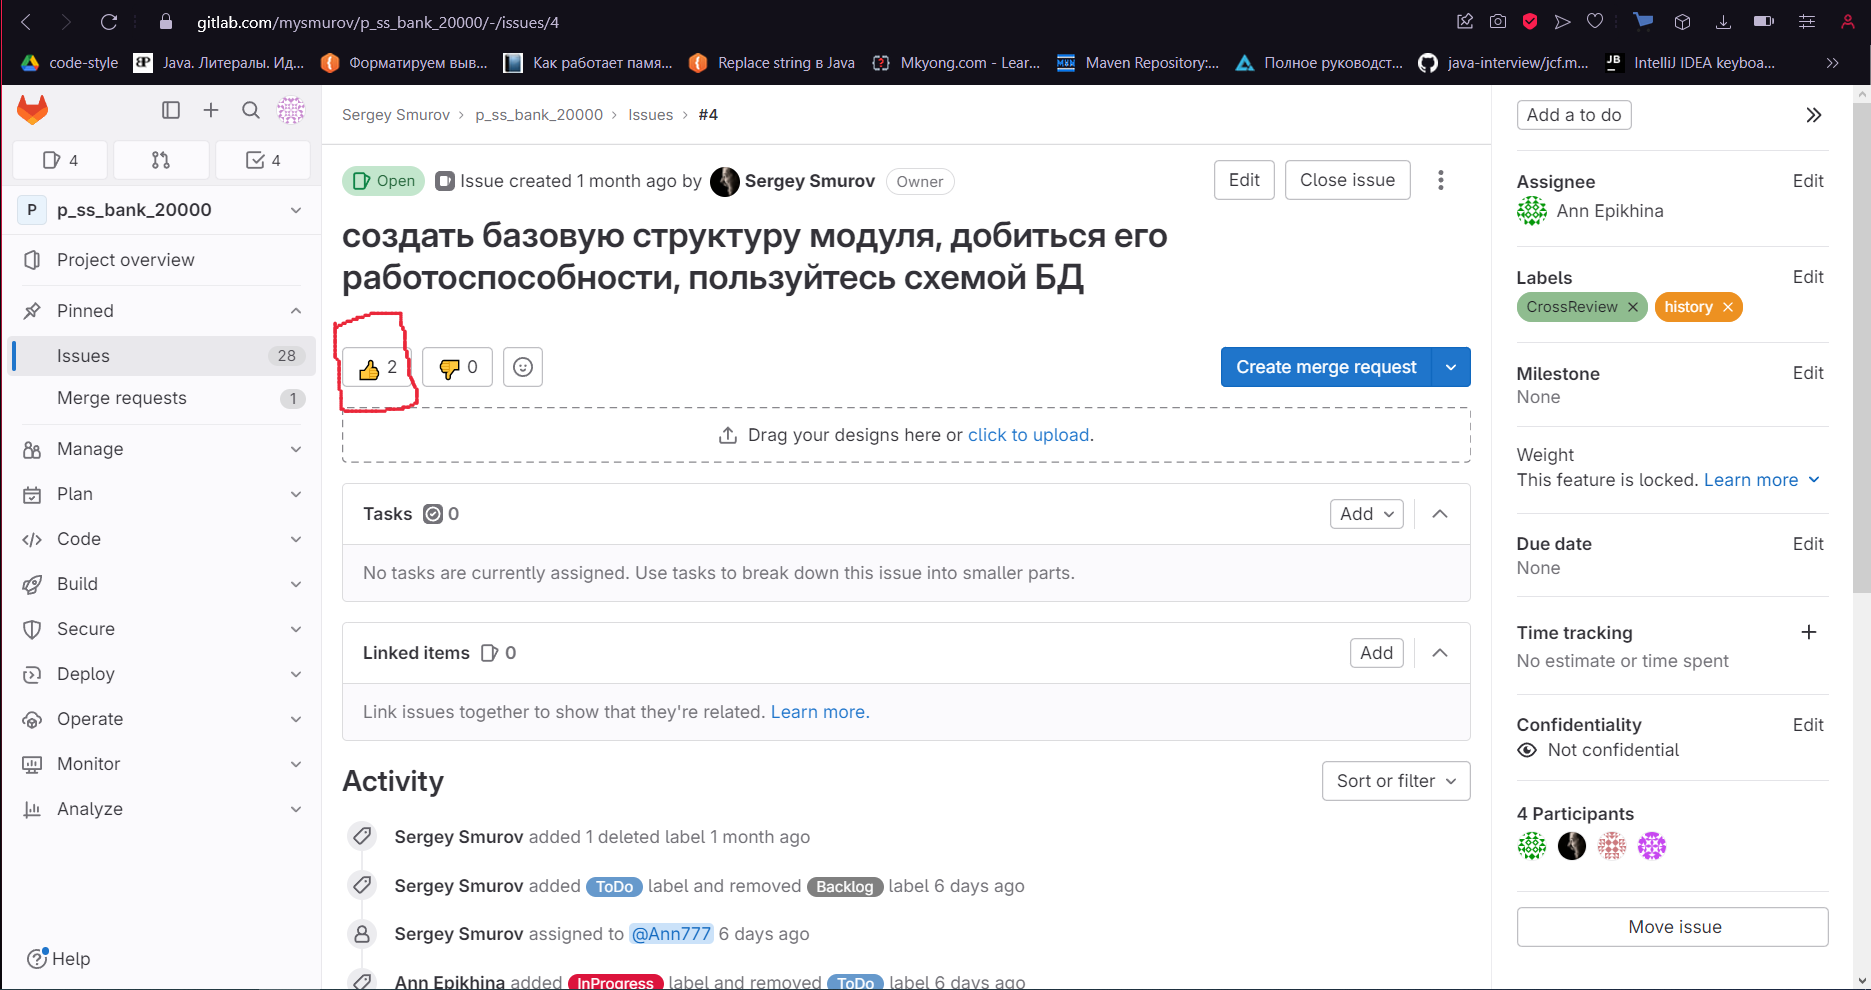 gitlab.com/mysmurov/p_ss_bank_20000/-/issues/4
code-style
Java. Литералы. Ид...
Форматируем выв...
Как работает памя...
Replace string в Java
Mkyong.com - Lear...
Maven Repository:...
Полное руководст...
java-interview/jcf.m...
IntelliJ IDEA keyboa...
4
4
P p_ss_bank_20000
Project overview
Pinned
Issues 28
Merge requests 1
Manage
Plan
Code
Build
Secure
Deploy
Operate
Monitor
Analyze
Help
Sergey Smurov › p_ss_bank_20000 › Issues › #4
Open Issue created 1 month ago by Sergey Smurov Owner
Edit Close issue
создать базовую структуру модуля, добиться его
работоспособности, пользуйтесь схемой БД
2 0
Create merge request
Drag your designs here or click to upload.
Tasks 0 Add
No tasks are currently assigned. Use tasks to break down this issue into smaller parts.
Linked items 0 Add
Link issues together to show that they're related. Learn more.
Activity Sort or filter
Sergey Smurov added 1 deleted label 1 month ago
Sergey Smurov added ToDo label and removed Backlog label 6 days ago
Sergey Smurov assigned to @Ann777 6 days ago
Ann Epikhina added InProgress label and removed ToDo label 6 days ago
Add a to do
Assignee Edit
Ann Epikhina
Labels Edit
CrossReview × history ×
Milestone Edit
None
Weight
This feature is locked. Learn more
Due date Edit
None
Time tracking +
No estimate or time spent
Confidentiality Edit
Not confidential
4 Participants
Move issue